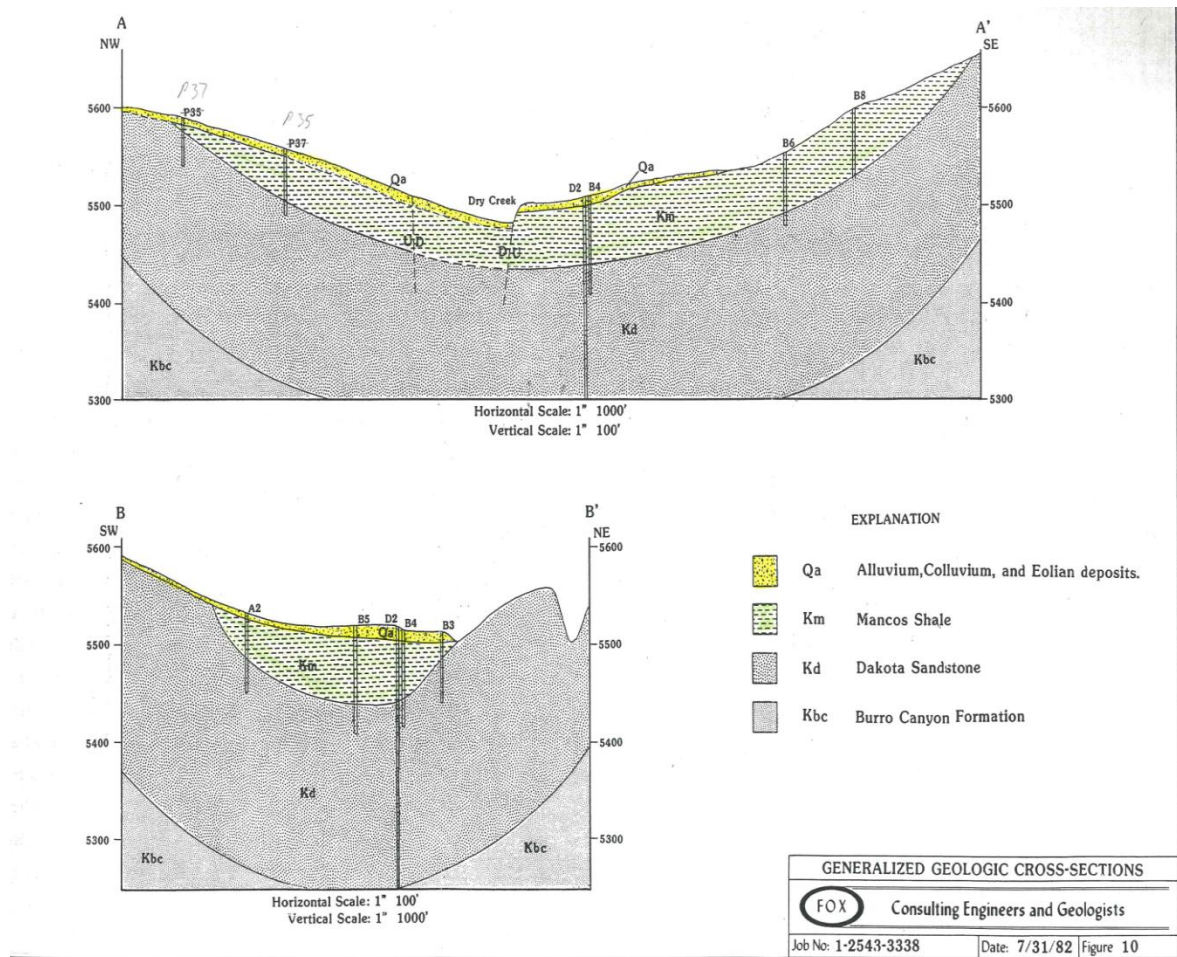 A
NW
A'
SE
P37
P35
P35
P37
5600
5500
5400
5300
Qa
Dry Creek
D2
B4
Qa
B6
B8
Km
U D
D U
Kd
Kbc
Kbc
5600
5500
5400
5300
Horizontal Scale: 1" 1000'
Vertical Scale: 1" 100'
B
SW
B'
NE
5600
5500
5400
5300
A2
B5
D2
B4
B3
Qa
Km
Kd
Kbc
Kbc
5600
5500
5400
5300
Horizontal Scale: 1" 100'
Vertical Scale: 1" 1000'
EXPLANATION
Qa Alluvium,Colluvium, and Eolian deposits.
Km Mancos Shale
Kd Dakota Sandstone
Kbc Burro Canyon Formation
GENERALIZED GEOLOGIC CROSS-SECTIONS
FOX Consulting Engineers and Geologists
Job No: 1-2543-3338 Date: 7/31/82 Figure 10